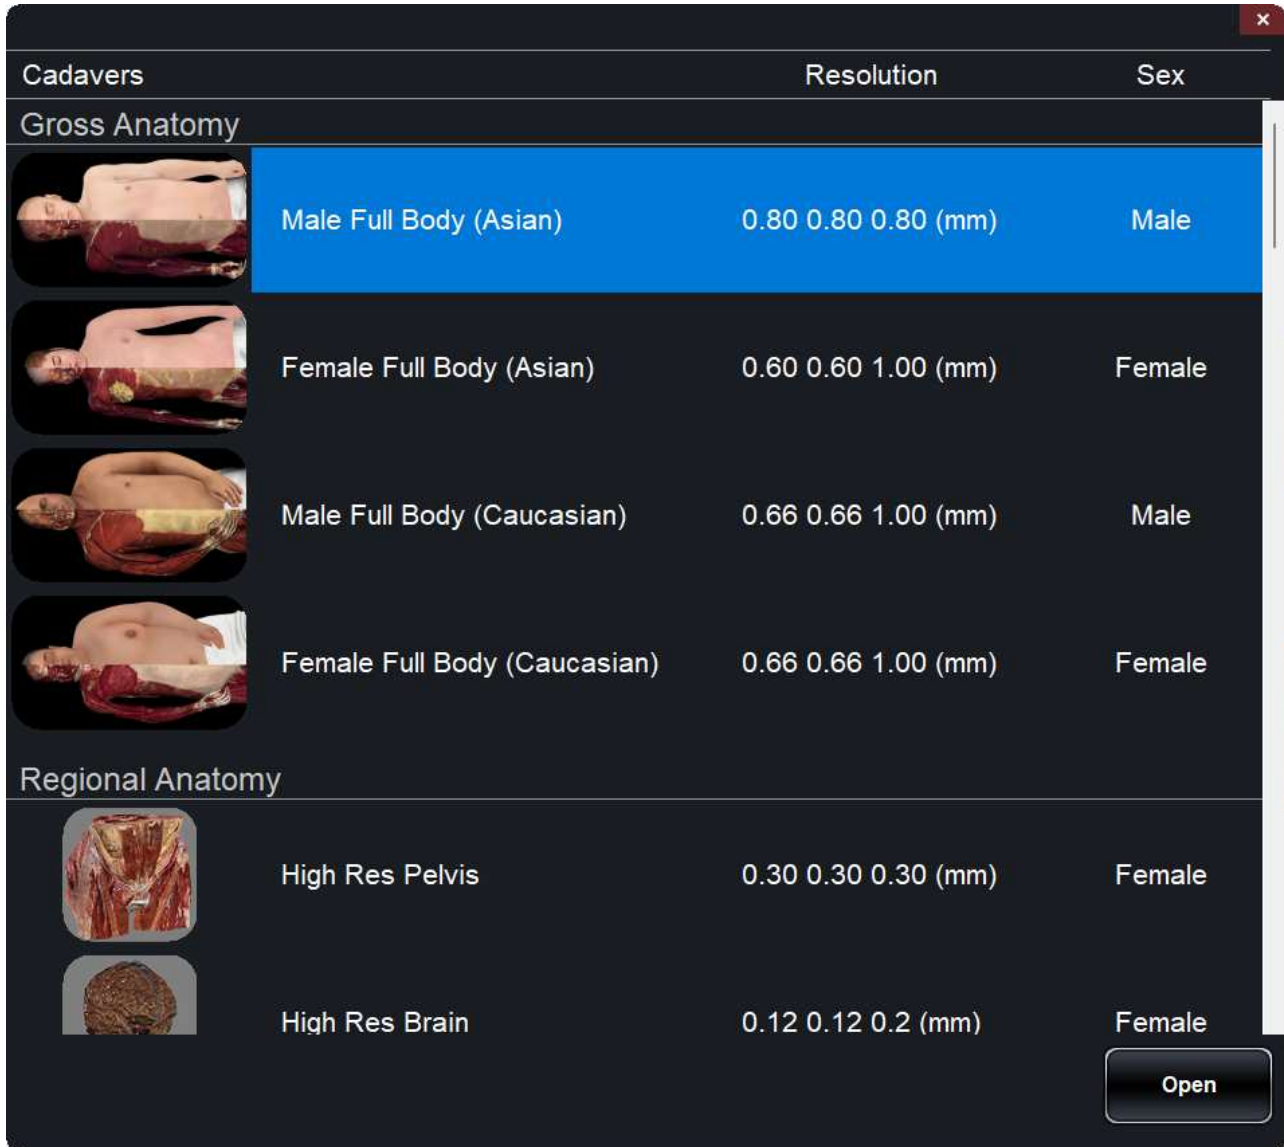 ×
Cadavers Resolution Sex
Gross Anatomy
Male Full Body (Asian) 0.80 0.80 0.80 (mm) Male
Female Full Body (Asian) 0.60 0.60 1.00 (mm) Female
Male Full Body (Caucasian) 0.66 0.66 1.00 (mm) Male
Female Full Body (Caucasian) 0.66 0.66 1.00 (mm) Female
Regional Anatomy
High Res Pelvis 0.30 0.30 0.30 (mm) Female
High Res Brain 0.12 0.12 0.2 (mm) Female
Open